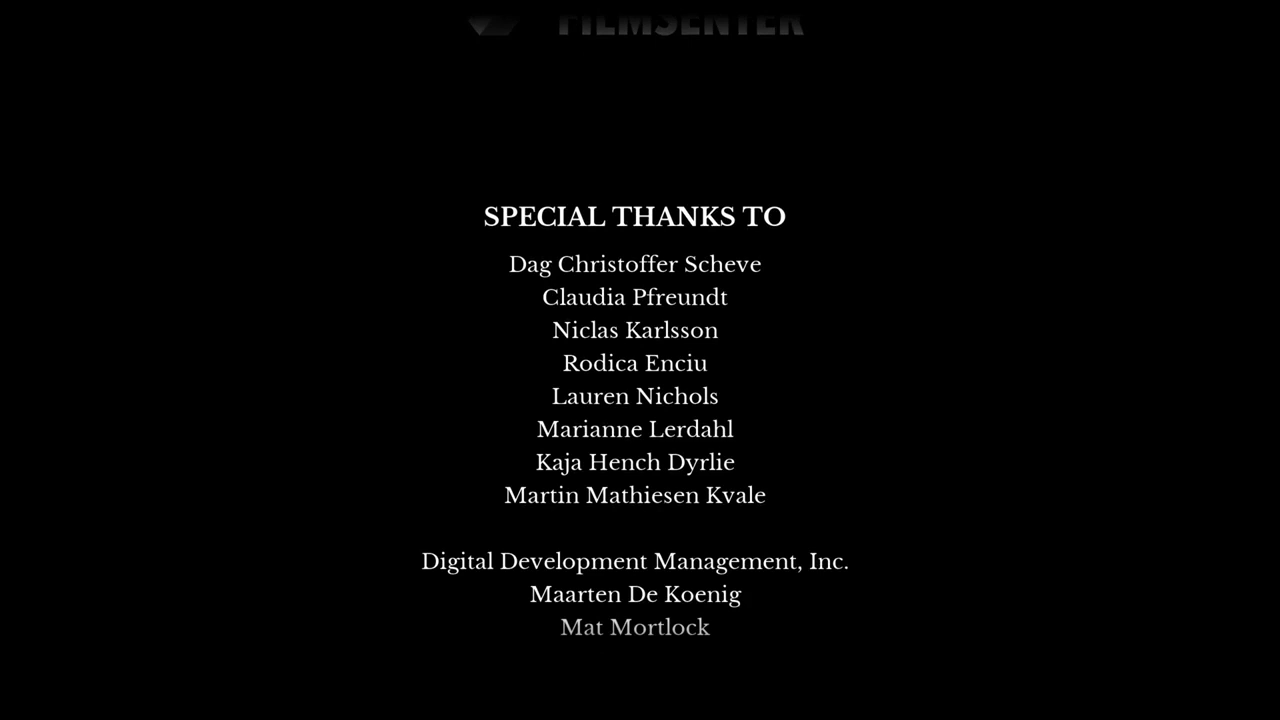 FILMSENTER
SPECIAL THANKS TO
Dag Christoffer Scheve
Claudia Pfreundt
Niclas Karlsson
Rodica Enciu
Lauren Nichols
Marianne Lerdahl
Kaja Hench Dyrlie
Martin Mathiesen Kvale
Digital Development Management, Inc.
Maarten De Koenig
Mat Mortlock